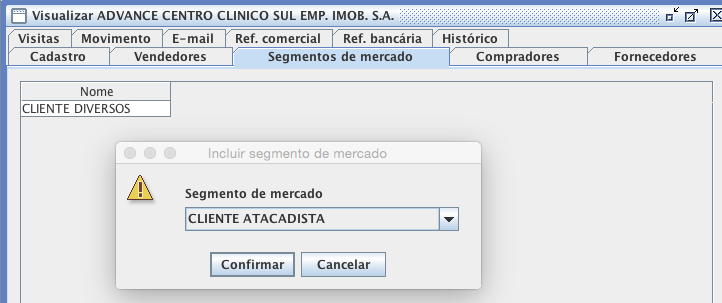 Visualizar ADVANCE CENTRO CLINICO SUL EMP. IMOB. S.A.
Visitas Movimento E-mail Ref. comercial Ref. bancária Histórico
Cadastro Vendedores Segmentos de mercado Compradores Fornecedores
Nome
CLIENTE DIVERSOS
Incluir segmento de mercado
Segmento de mercado
CLIENTE ATACADISTA
Confirmar Cancelar